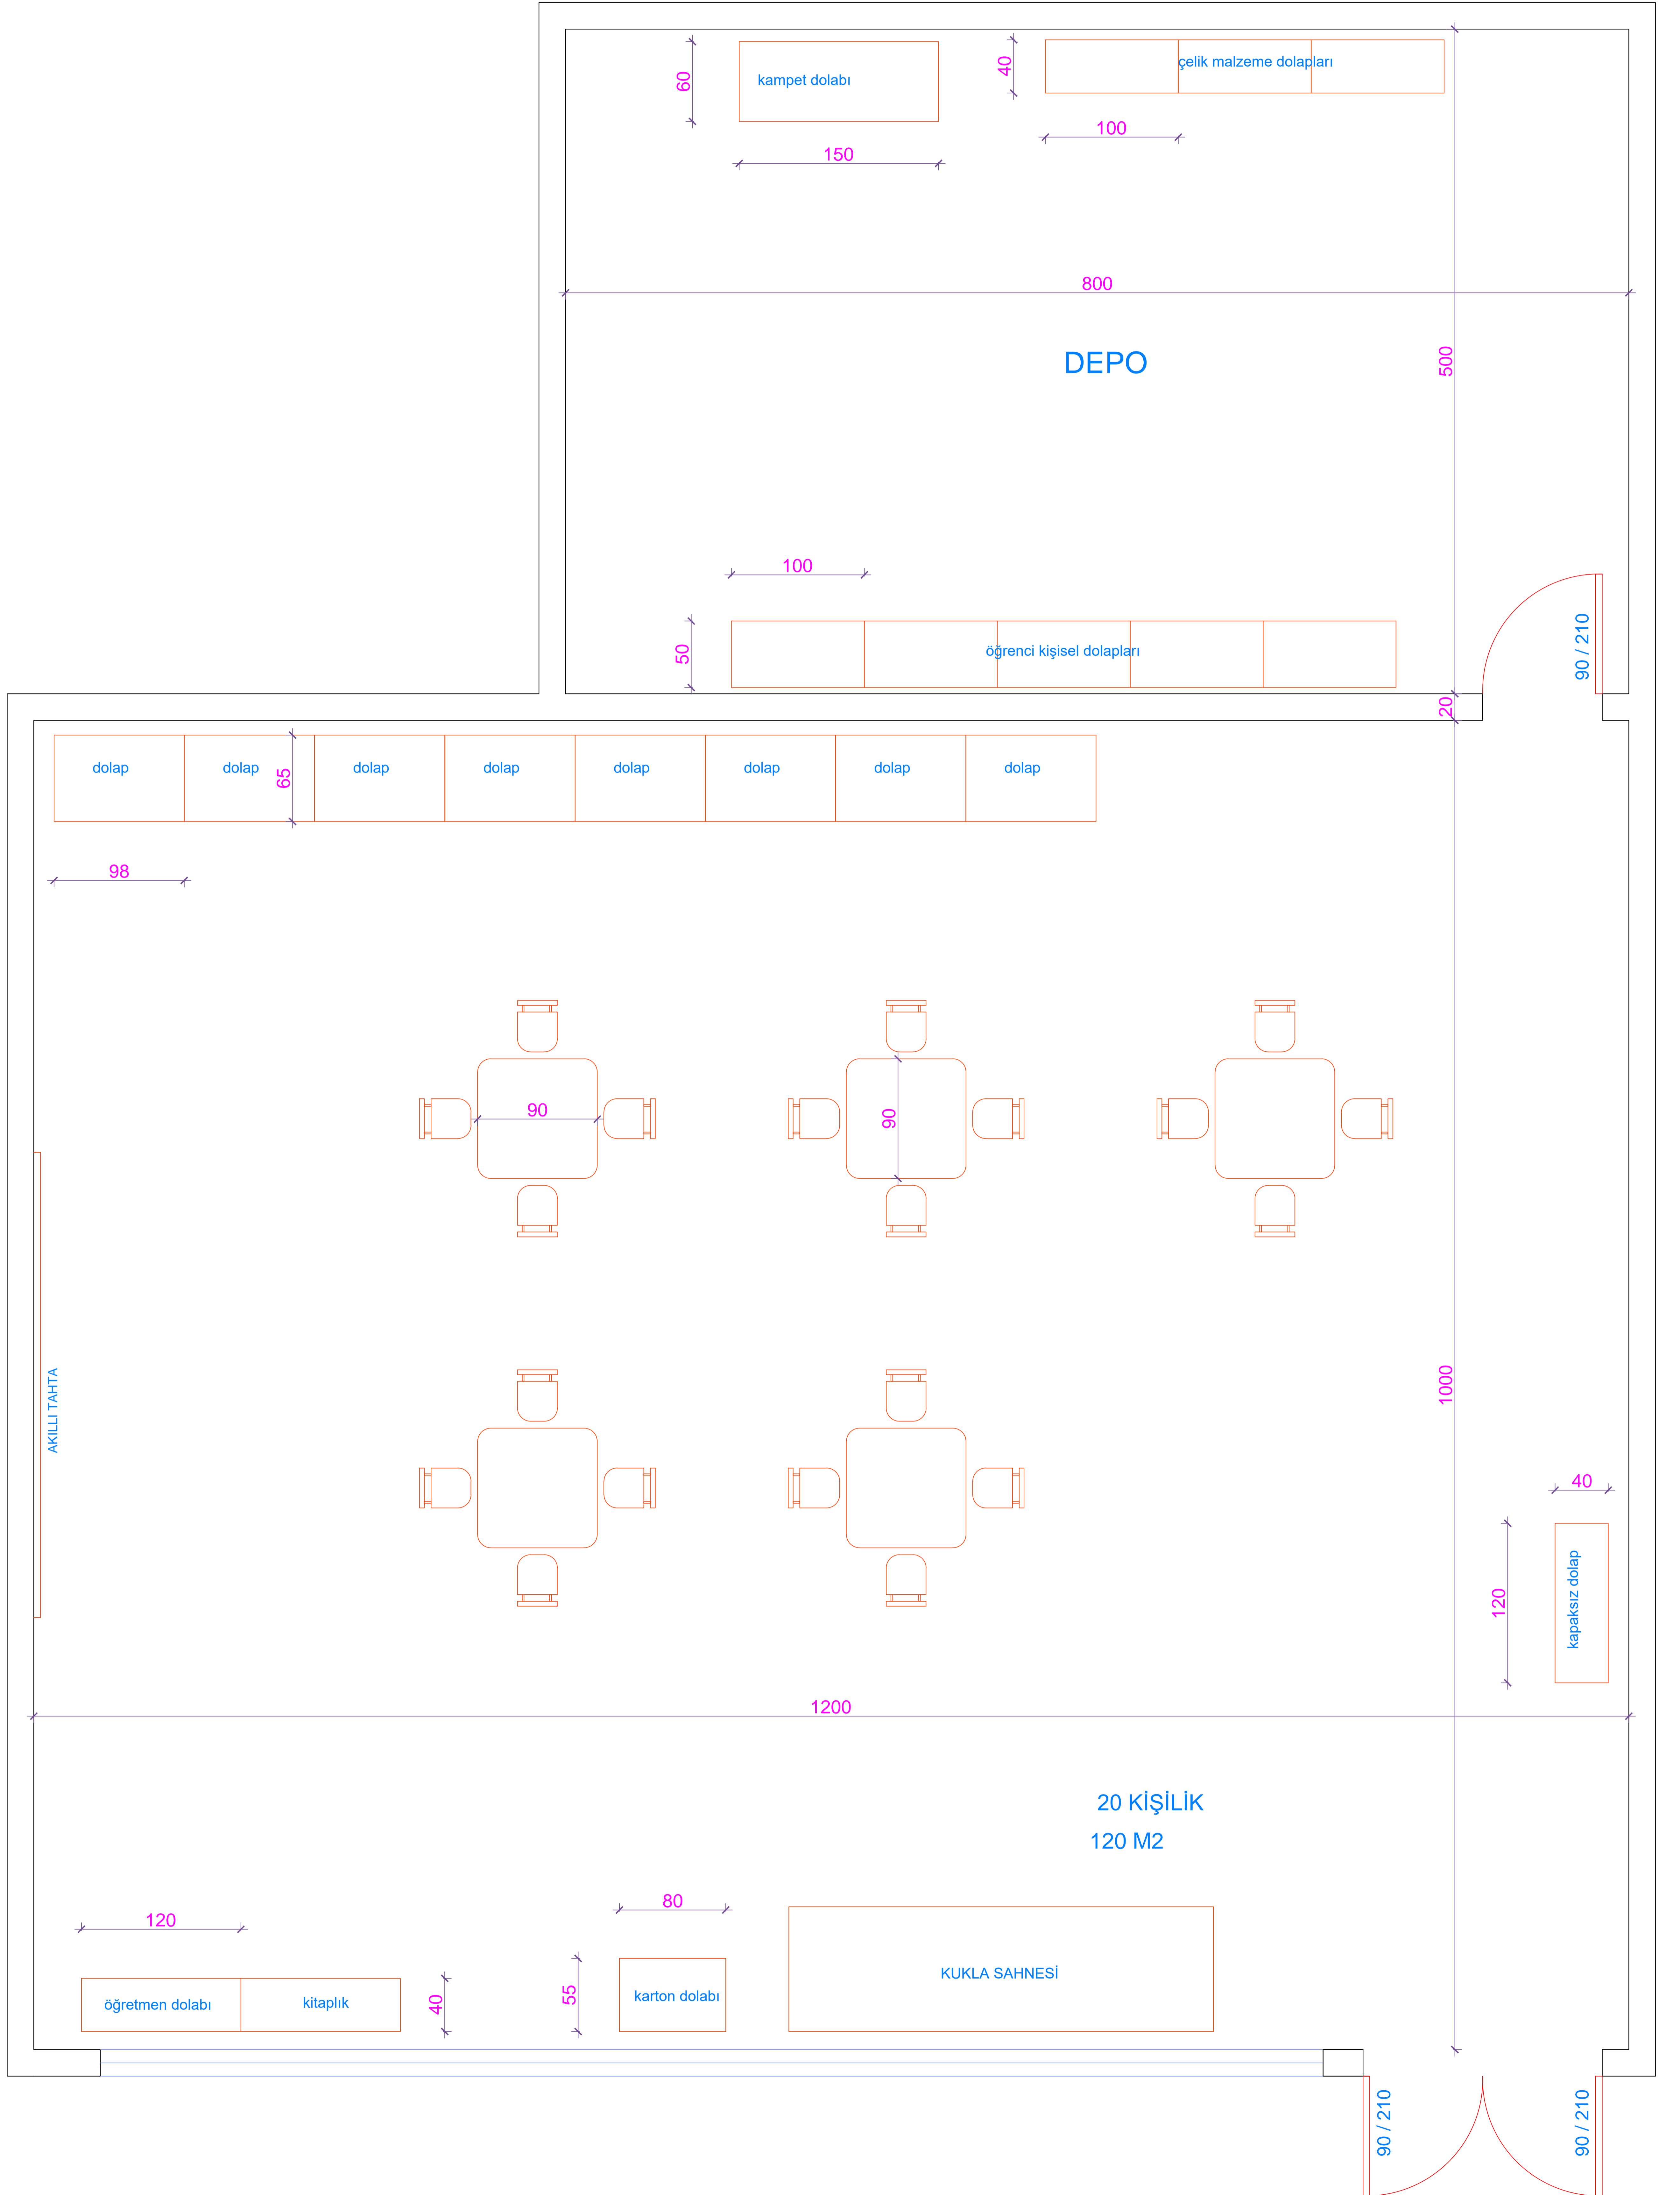 kampet dolabı
60
150
40
çelik malzeme dolapları
100
800
DEPO
500
100
50
öğrenci kişisel dolapları
90 / 210
20
dolap
dolap
dolap
dolap
dolap
dolap
dolap
dolap
65
98
90
90
AKILLI TAHTA
1000
40
120
kapaksız dolap
1200
20 KİŞİLİK
120 M2
120
öğretmen dolabı
kitaplık
40
80
55
karton dolabı
KUKLA SAHNESİ
90 / 210
90 / 210